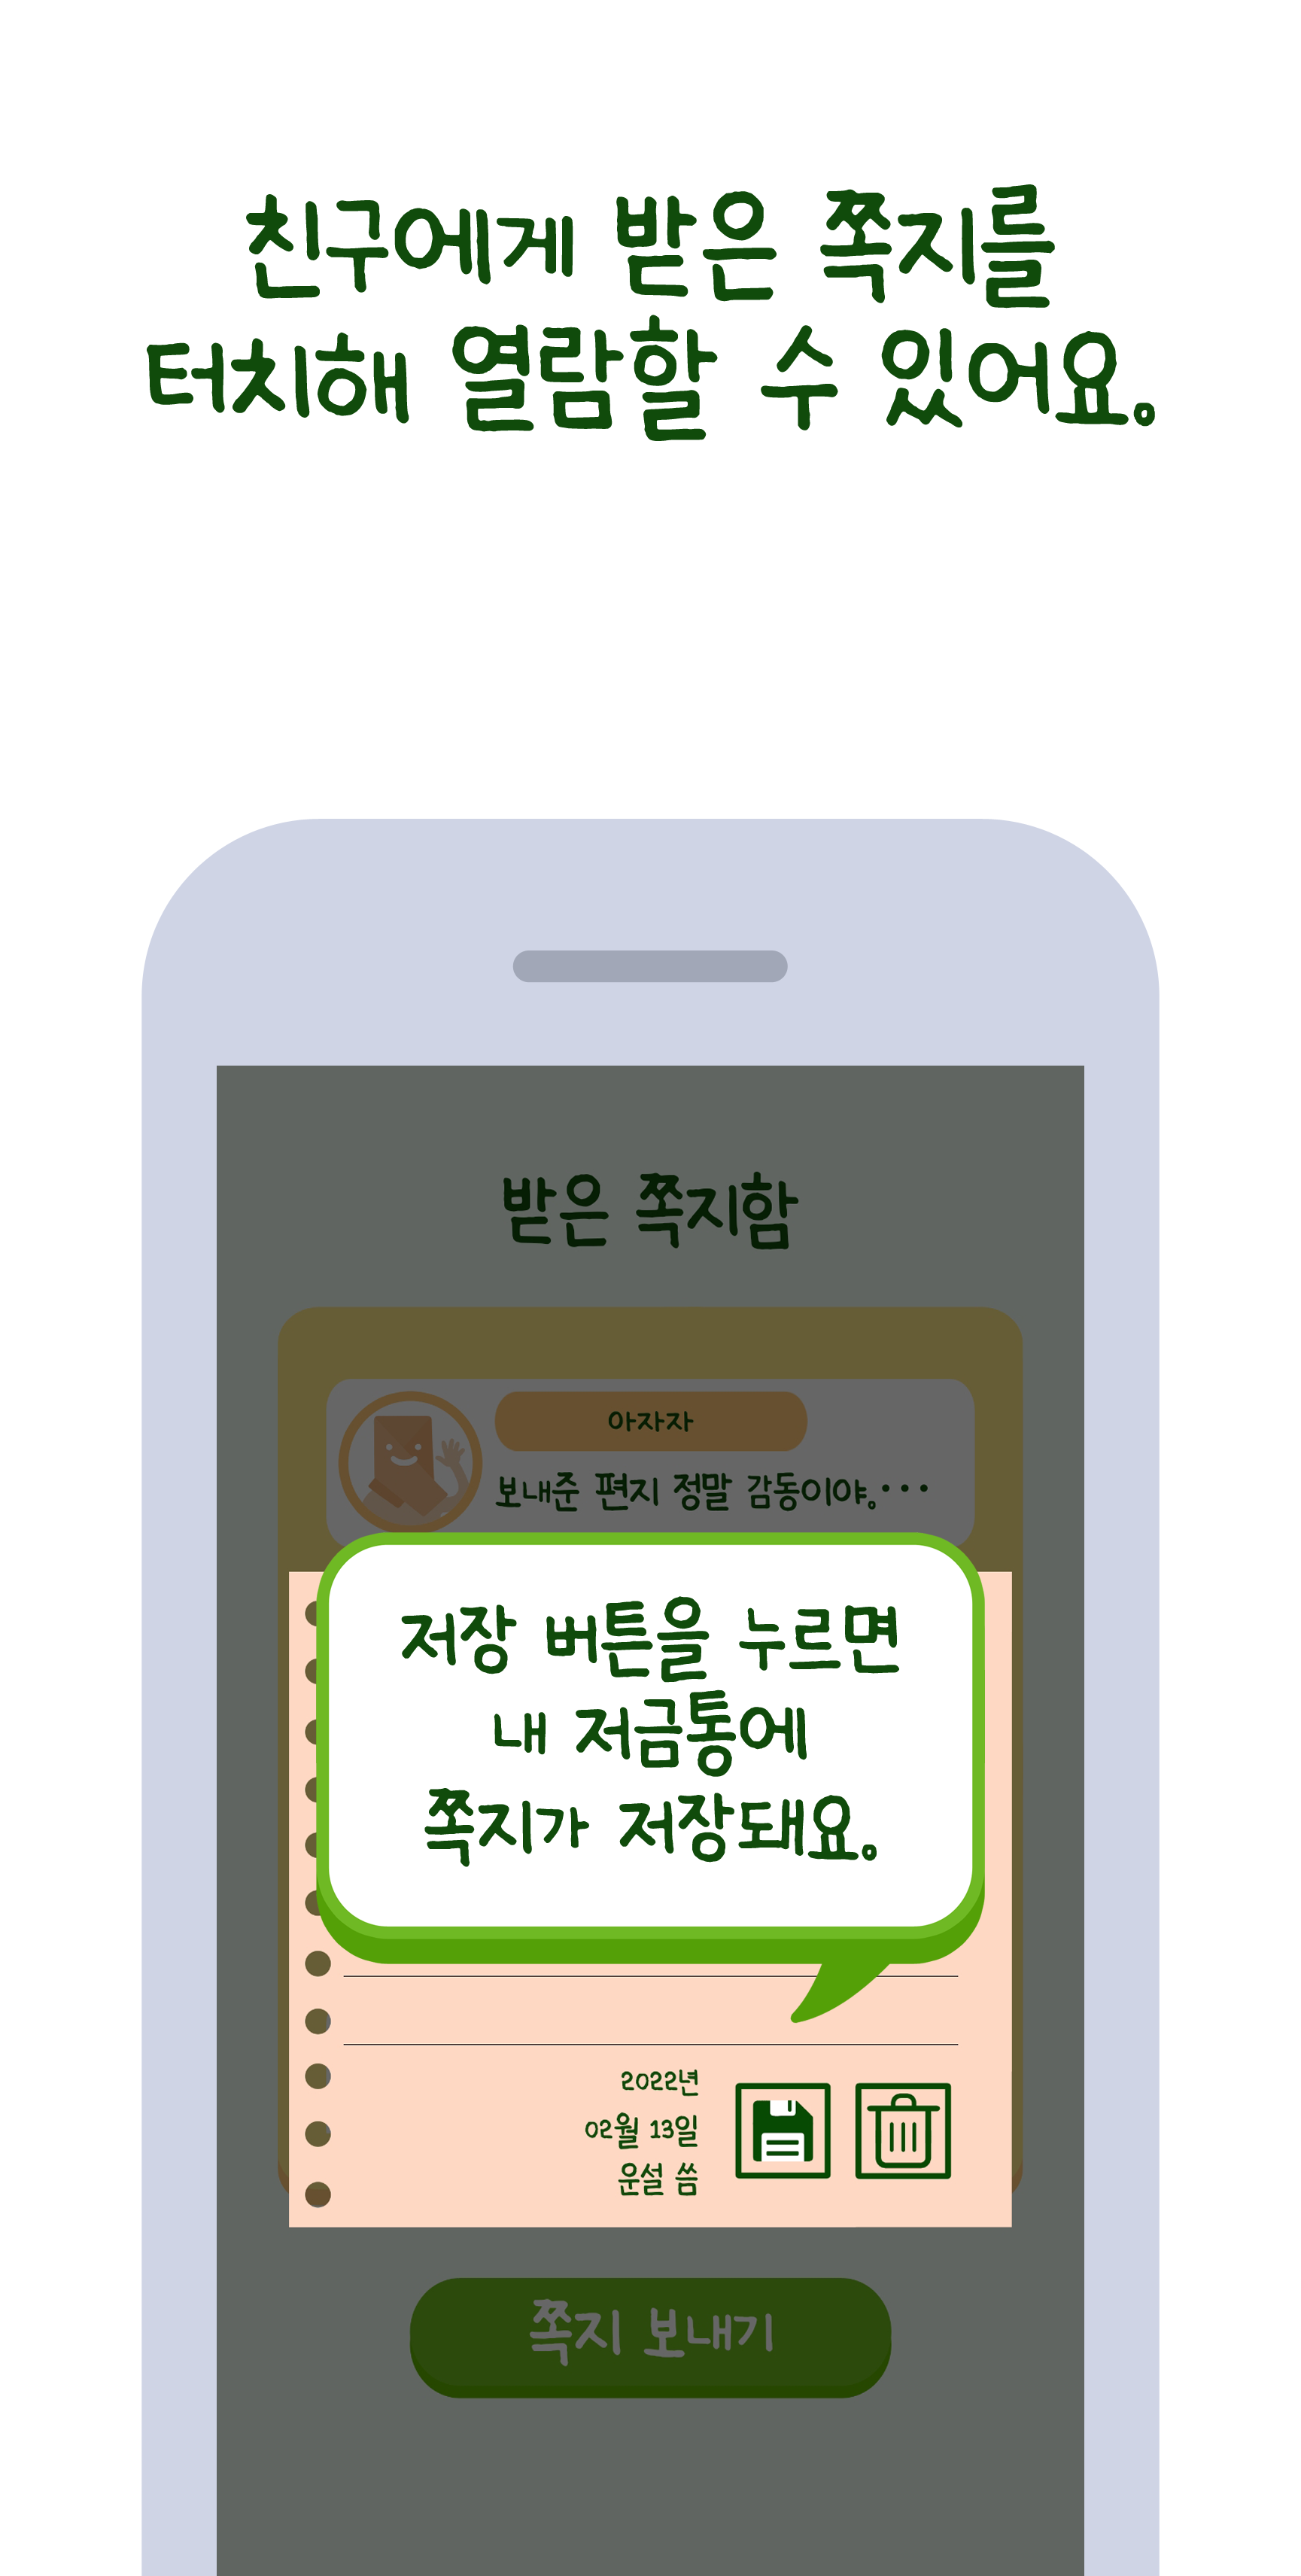 친구에게 받은 쪽지를
터치해 열람할 수 있어요.
받은 쪽지함
아자자
보내준 편지 정말 감동이야.···
저장 버튼을 누르면
내 저금통에
쪽지가 저장돼요.
2022년
02월 13일
운설 씀
쪽지 보내기